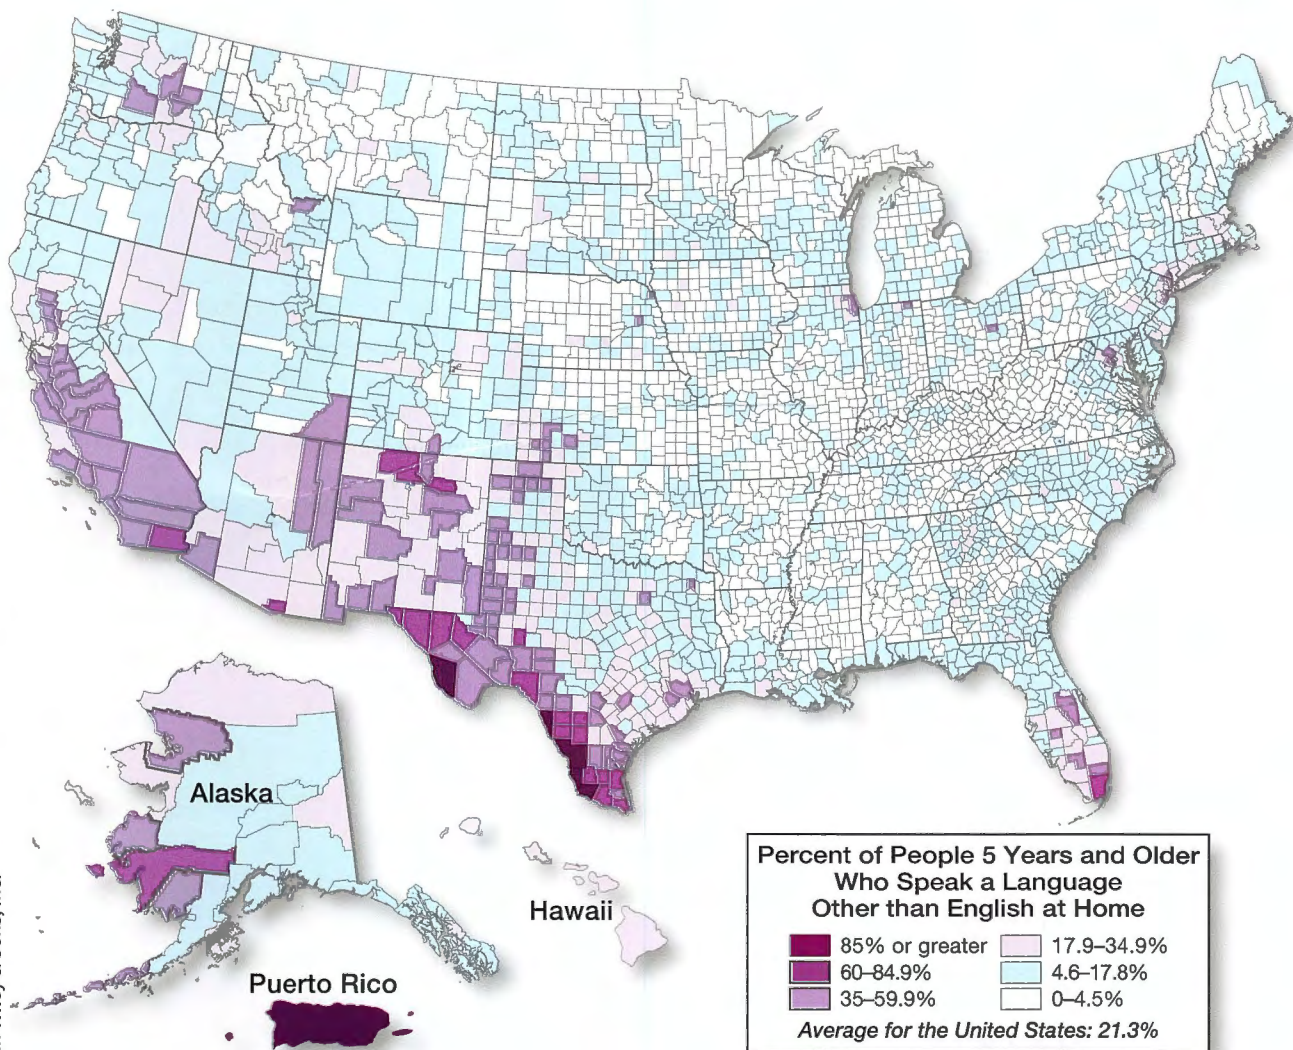 Alaska
Hawaii
Puerto Rico
Percent of People 5 Years and Older
Who Speak a Language
Other than English at Home
85% or greater
60–84.9%
35–59.9%
17.9–34.9%
4.6–17.8%
0–4.5%
Average for the United States: 21.3%